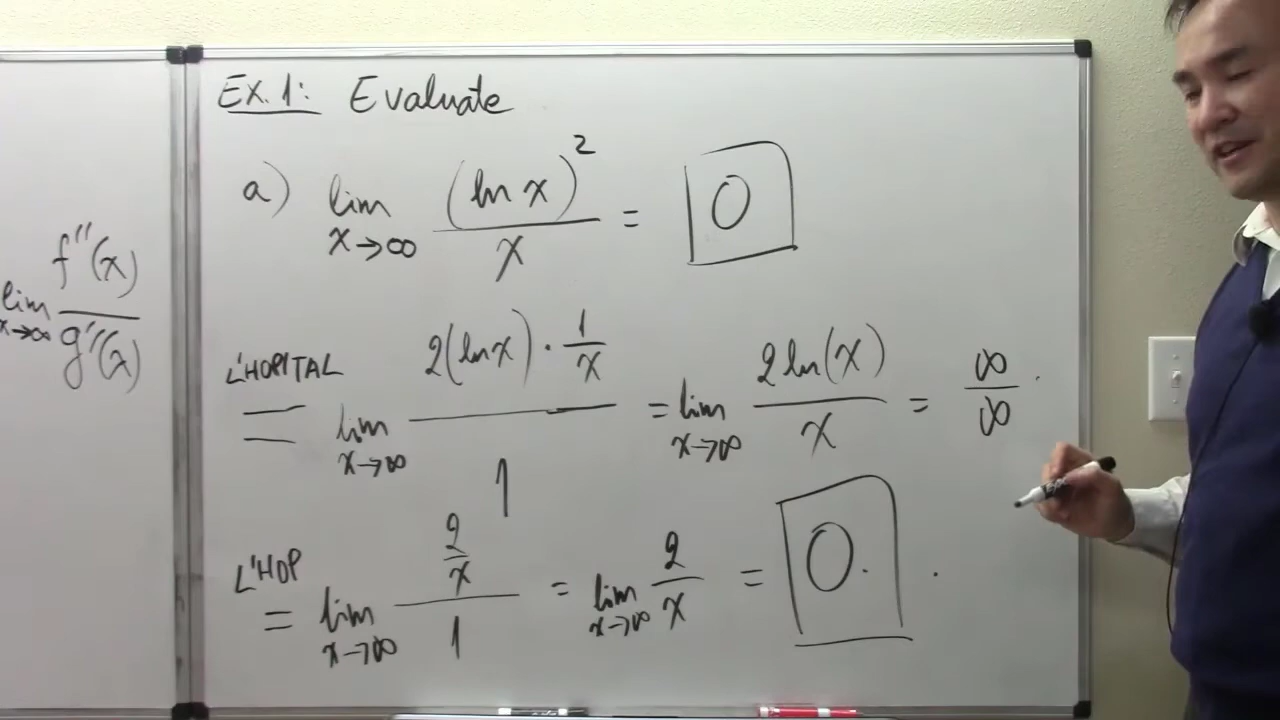 lim x→∞ f''(x) / g''(x)
Ex. 1: Evaluate
a) lim x→∞ (ln x)² / x = 0
L'HOPITAL = lim x→∞ 2(ln x) · 1/x / 1 = lim x→∞ 2 ln(x) / x = ∞/∞ .
L'HOP = lim x→∞ 2/x / 1 = lim x→∞ 2/x = 0. .